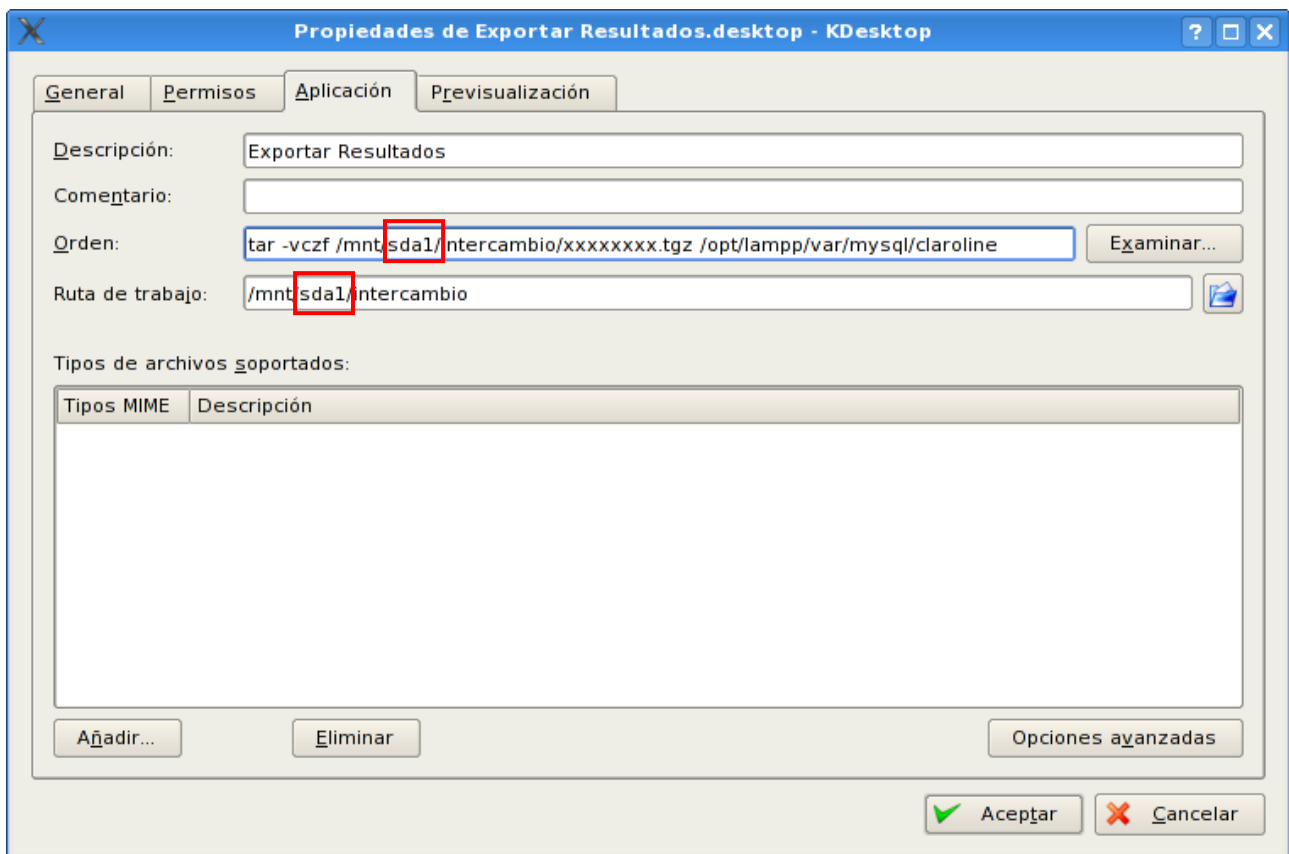 Propiedades de Exportar Resultados.desktop - KDesktop
General Permisos Aplicación Previsualización
Descripción: Exportar Resultados
Comentario:
Orden: tar -vczf /mnt/sda1/intercambio/xxxxxxxx.tgz /opt/lampp/var/mysql/claroline Examinar...
Ruta de trabajo: /mnt/sda1/intercambio
Tipos de archivos soportados:
Tipos MIME Descripción
Añadir... Eliminar Opciones avanzadas
Aceptar Cancelar